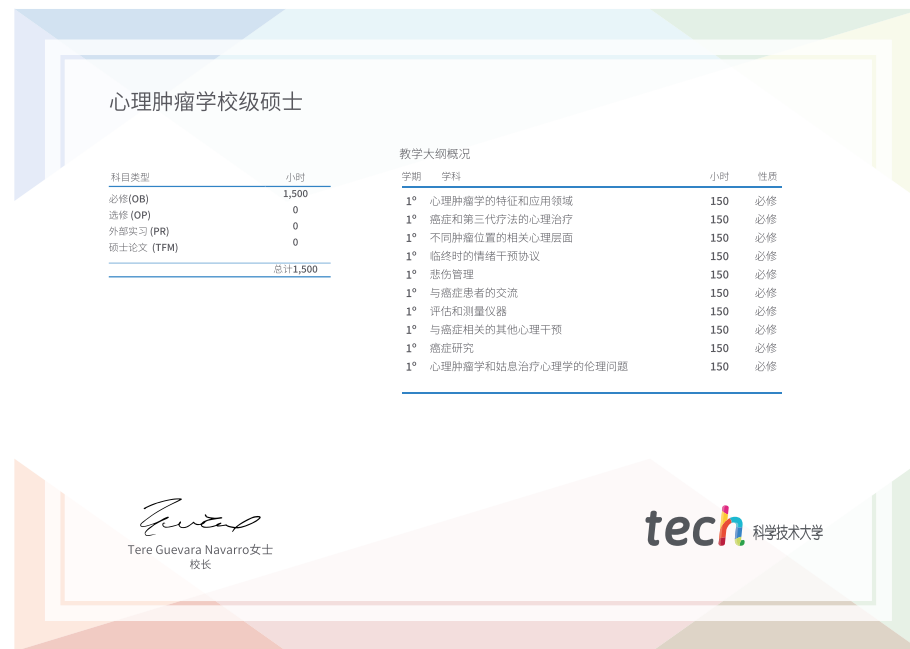 心理肿瘤学校级硕士
科目类型 小时
必修(OB) 1,500
选修 (OP) 0
外部实习 (PR) 0
硕士论文 (TFM) 0
总计1,500
教学大纲概况
学期 学科 小时 性质
1º 心理肿瘤学的特征和应用领域 150 必修
1º 癌症和第三代疗法的心理治疗 150 必修
1º 不同肿瘤位置的相关心理层面 150 必修
1º 临终时的情绪干预协议 150 必修
1º 悲伤管理 150 必修
1º 与癌症患者的交流 150 必修
1º 评估和测量仪器 150 必修
1º 与癌症相关的其他心理干预 150 必修
1º 癌症研究 150 必修
1º 心理肿瘤学和姑息治疗心理学的伦理问题 150 必修
Tere Guevara Navarro女士
校长
tech 科学技术大学